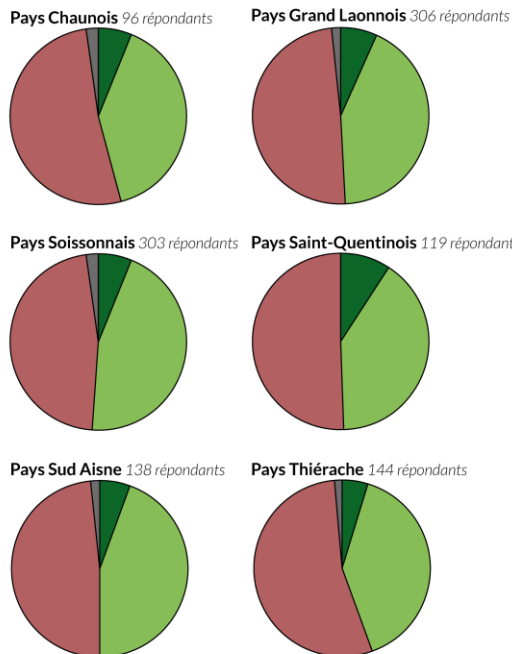 Pays Chaunois 96 répondants
Pays Grand Laonnois 306 répondants
Pays Soissonnais 303 répondants
Pays Saint-Quentinois 119 répondant
Pays Sud Aisne 138 répondants
Pays Thiérache 144 répondants